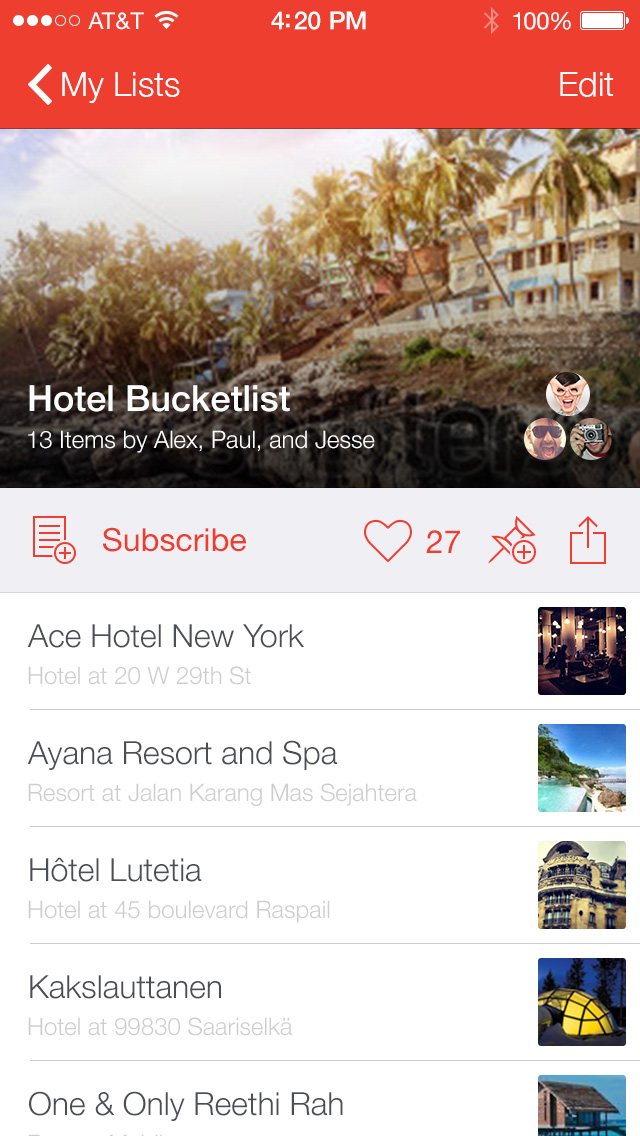 AT&T 4:20 PM 100%
My Lists Edit
Hotel Bucketlist
13 Items by Alex, Paul, and Jesse
Subscribe 27
Ace Hotel New York
Hotel at 20 W 29th St
Ayana Resort and Spa
Resort at Jalan Karang Mas Sejahtera
Hôtel Lutetia
Hotel at 45 boulevard Raspail
Kakslauttanen
Hotel at 99830 Saariselkä
One & Only Reethi Rah